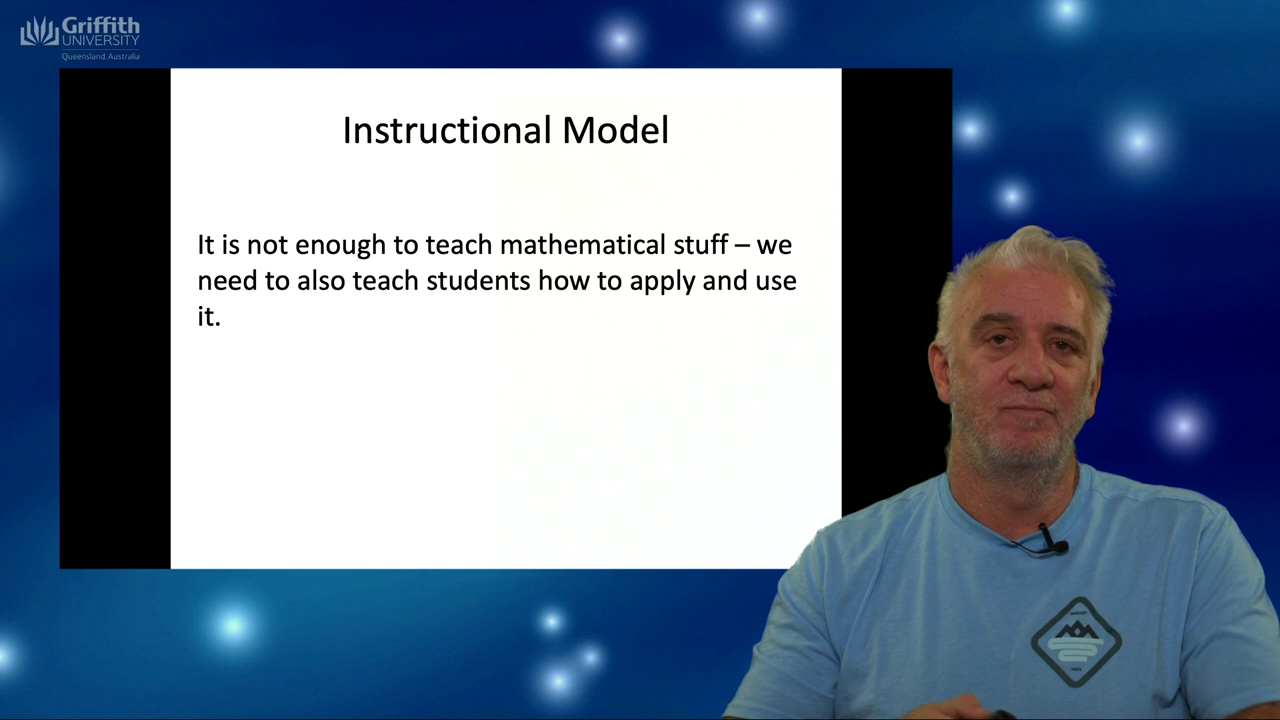 Griffith
UNIVERSITY
Queensland, Australia
Instructional Model
It is not enough to teach mathematical stuff – we
need to also teach students how to apply and use
it.